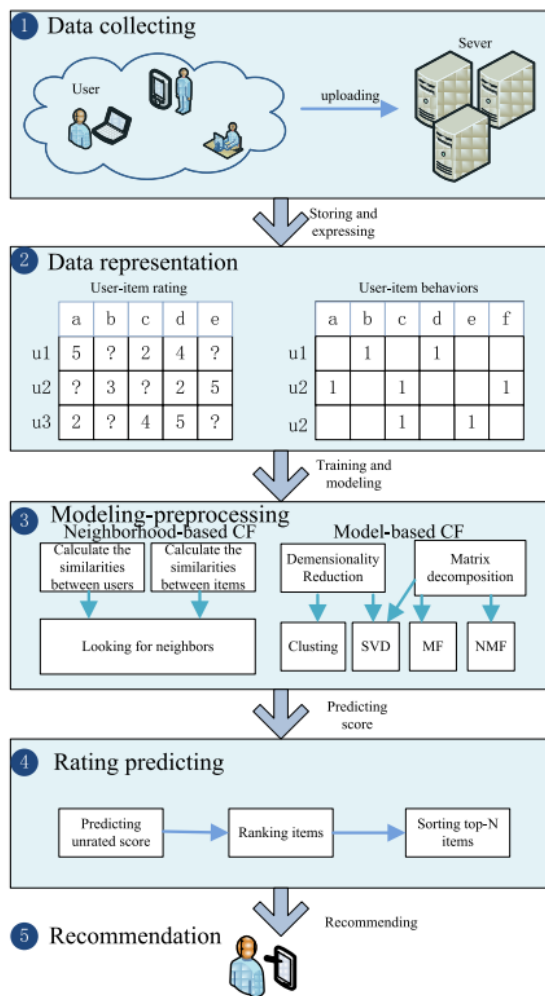 1 Data collecting
User
uploading
Sever
Storing and
expressing
2 Data representation
User-item rating
a b c d e
u1 5 ? 2 4 ?
u2 ? 3 ? 2 5
u3 2 ? 4 5 ?
User-item behaviors
a b c d e f
u1 1 1
u2 1 1 1
u2 1 1
Training and
modeling
3 Modeling-preprocessing
Neighborhood-based CF
Calculate the
similarities
between users
Calculate the
similarities
between items
Looking for neighbors
Model-based CF
Demensionality
Reduction
Matrix
decomposition
Clusting
SVD
MF
NMF
Predicting
score
4 Rating predicting
Predicting
unrated score
Ranking items
Sorting top-N
items
Recommending
5 Recommendation